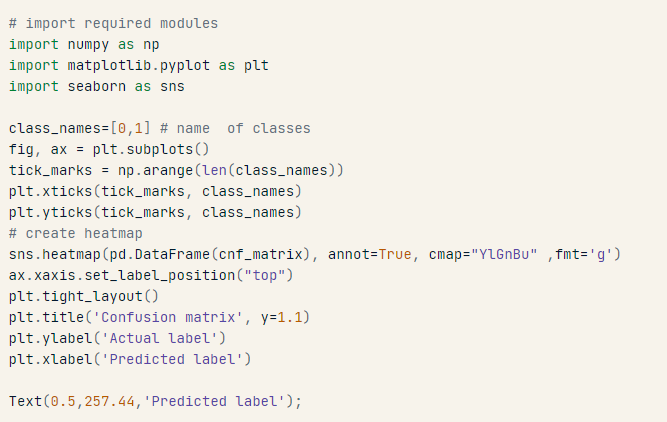 # import required modules
import numpy as np
import matplotlib.pyplot as plt
import seaborn as sns
class_names=[0,1] # name  of classes
fig, ax = plt.subplots()
tick_marks = np.arange(len(class_names))
plt.xticks(tick_marks, class_names)
plt.yticks(tick_marks, class_names)
# create heatmap
sns.heatmap(pd.DataFrame(cnf_matrix), annot=True, cmap="YlGnBu" ,fmt='g')
ax.xaxis.set_label_position("top")
plt.tight_layout()
plt.title('Confusion matrix', y=1.1)
plt.ylabel('Actual label')
plt.xlabel('Predicted label')
Text(0.5,257.44,'Predicted label');